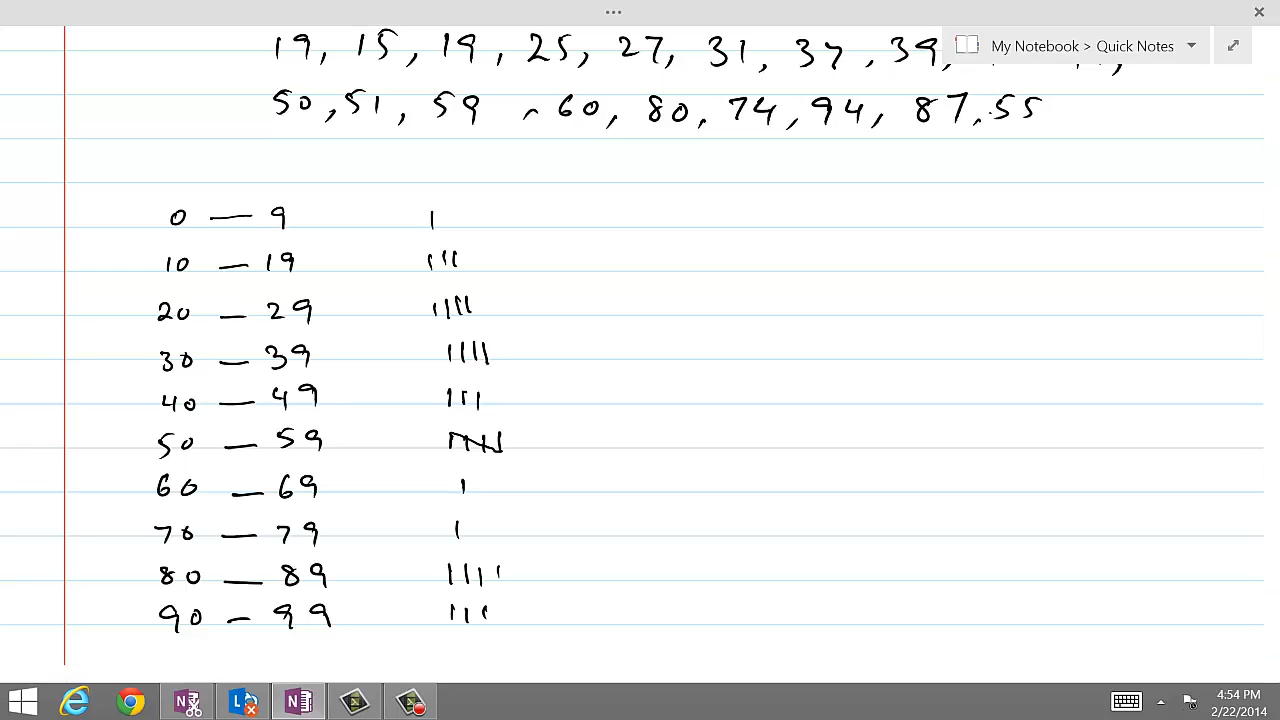 ...
19, 15, 19, 25, 27, 31, 37, 39,
My Notebook > Quick Notes
50, 51, 59, 60, 80, 74, 94, 87, 55
0 — 9 |
10 — 19 |||
20 — 29 ||||
30 — 39 ||||
40 — 49 |||
50 — 59 ||||
60 — 69 |
70 — 79 |
80 — 89 ||||
90 — 99 |||
4:54 PM
2/22/2014